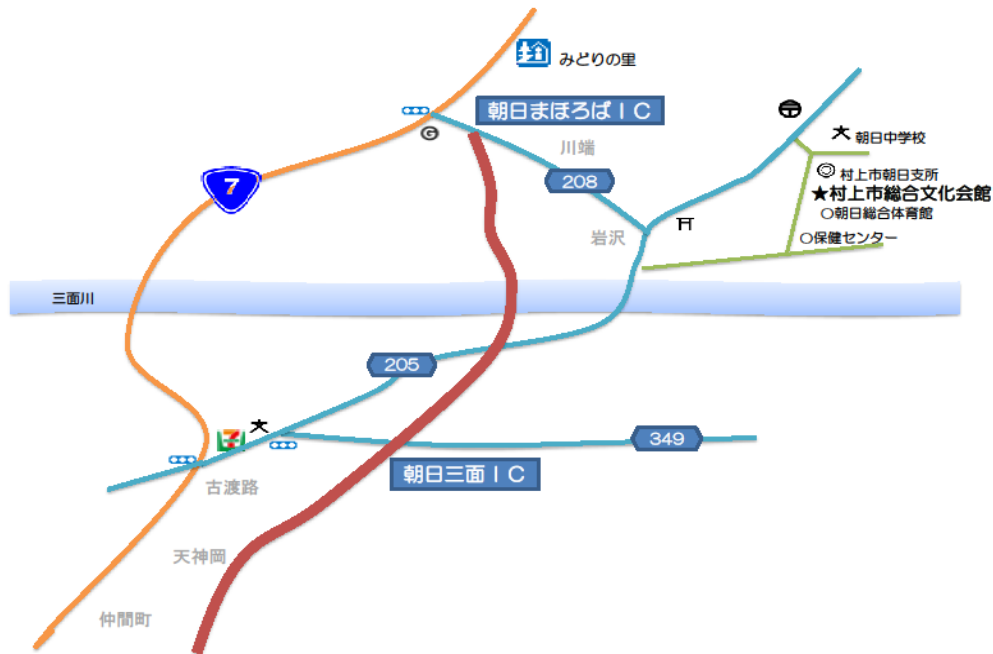 みどりの里
朝日まほろばＩＣ
G
川端
朝日中学校
7
208
村上市朝日支所
★村上市総合文化会館
○朝日総合体育館
岩沢
○保健センター
三面川
205
7
349
朝日三面ＩＣ
古渡路
天神岡
仲間町